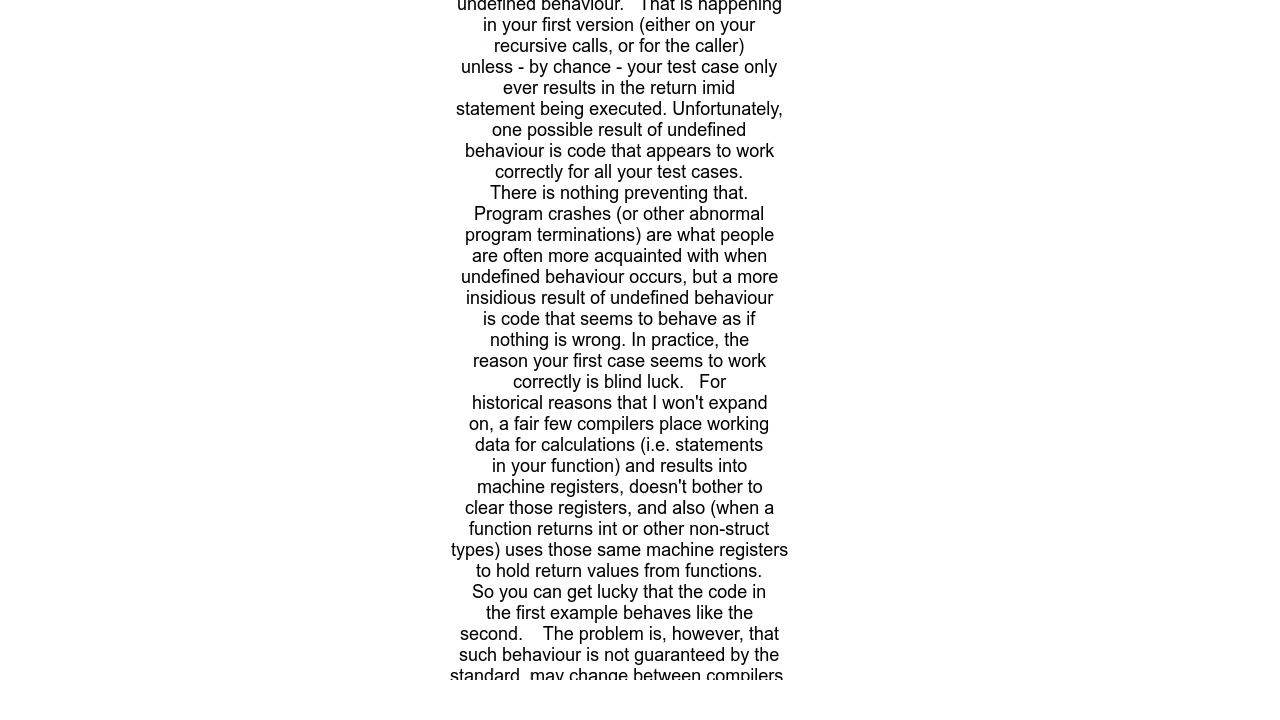 undefined behaviour.   That is happening
in your first version (either on your
recursive calls, or for the caller)
unless - by chance - your test case only
ever results in the return imid
statement being executed. Unfortunately,
one possible result of undefined
behaviour is code that appears to work
correctly for all your test cases.
There is nothing preventing that.
Program crashes (or other abnormal
program terminations) are what people
are often more acquainted with when
undefined behaviour occurs, but a more
insidious result of undefined behaviour
is code that seems to behave as if
nothing is wrong. In practice, the
reason your first case seems to work
correctly is blind luck.   For
historical reasons that I won't expand
on, a fair few compilers place working
data for calculations (i.e. statements
in your function) and results into
machine registers, doesn't bother to
clear those registers, and also (when a
function returns int or other non-struct
types) uses those same machine registers
to hold return values from functions.
So you can get lucky that the code in
the first example behaves like the
second.    The problem is, however, that
such behaviour is not guaranteed by the
standard, may change between compilers,